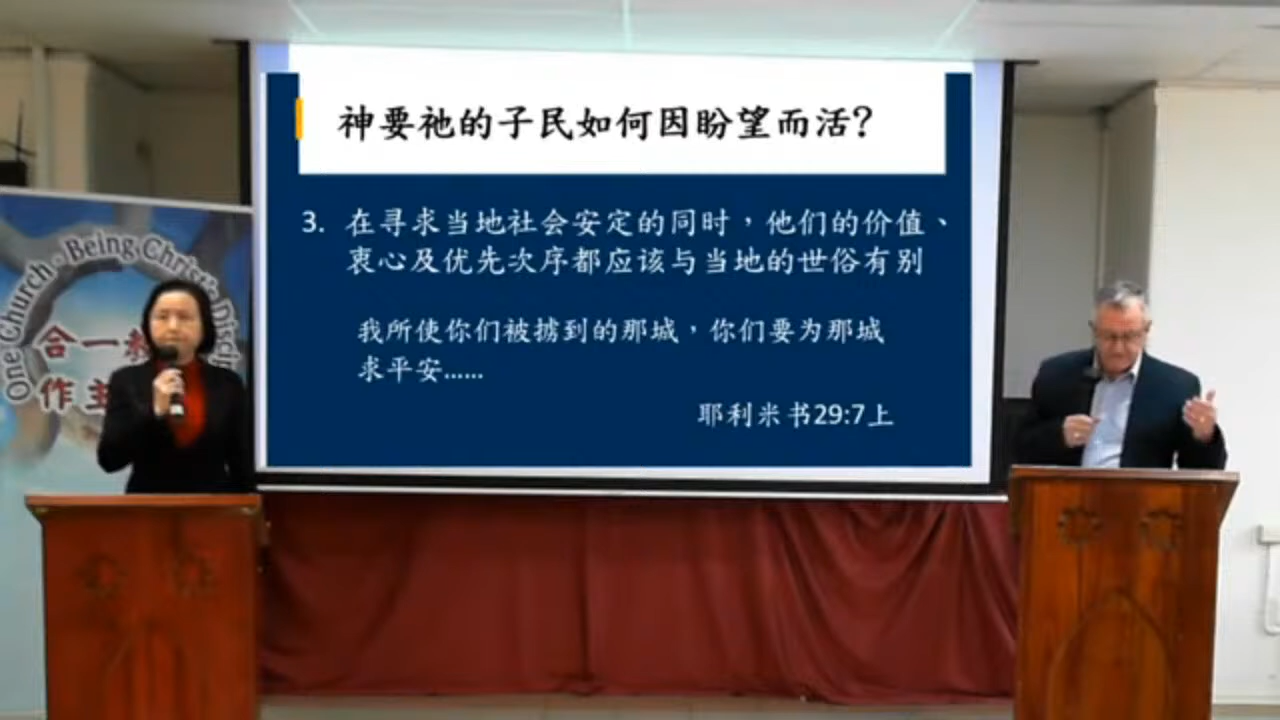 神要祂的子民如何因盼望而活?
3. 在寻求当地社会安定的同时，他们的价值、
衷心及优先次序都应该与当地的世俗有别
我所使你们被掳到的那城，你们要为那城
求平安……
耶利米书29:7上
One Church · Being Christ's Disci
合一教
作主